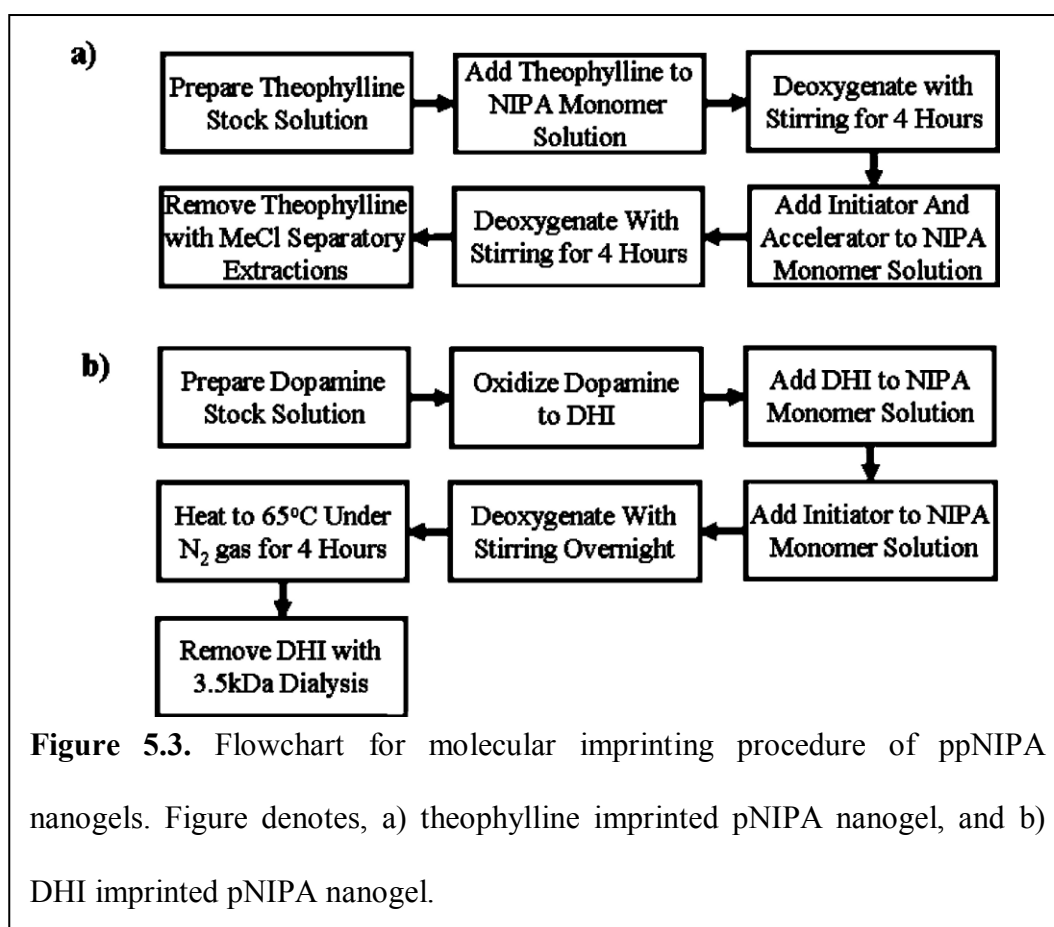 a)
Prepare Theophylline
Stock Solution
Add Theophylline to
NIPA Monomer
Solution
Deoxygenate with
Stirring for 4 Hours
Remove Theophylline
with MeCl Separatory
Extractions
Deoxygenate With
Stirring for 4 Hours
Add Initiator And
Accelerator to NIPA
Monomer Solution
b)
Prepare Dopamine
Stock Solution
Oxidize Dopamine
to DHI
Add DHI to NIPA
Monomer Solution
Heat to 65⁰C Under
N₂ gas for 4 Hours
Deoxygenate With
Stirring Overnight
Add Initiator to NIPA
Monomer Solution
Remove DHI with
3.5kDa Dialysis
Figure 5.3. Flowchart for molecular imprinting procedure of ppNIPA
nanogels. Figure denotes, a) theophylline imprinted pNIPA nanogel, and b)
DHI imprinted pNIPA nanogel.